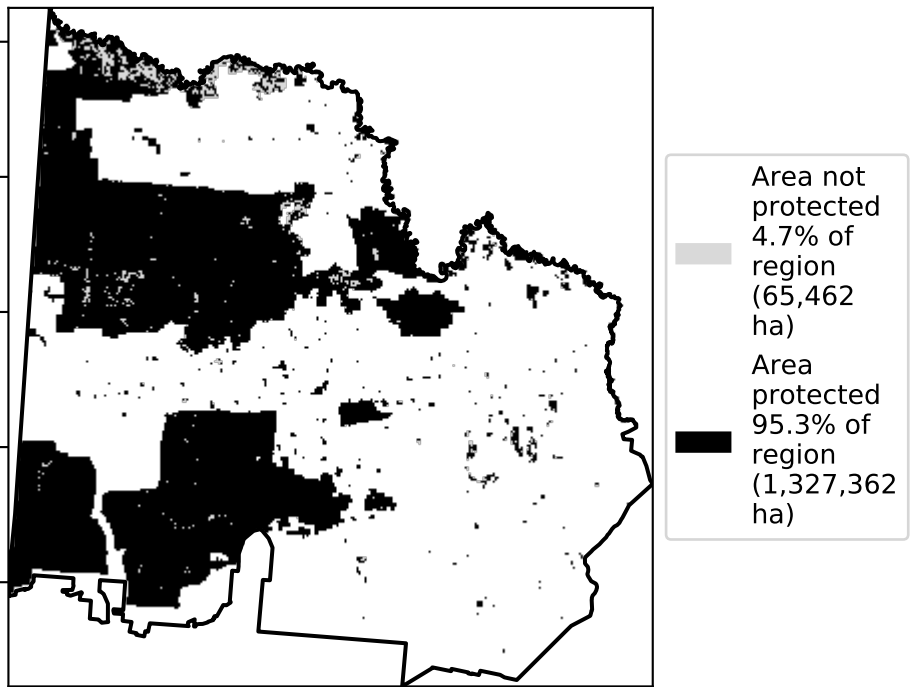 Area not
protected
4.7% of
region
(65,462
ha)
Area
protected
95.3% of
region
(1,327,362
ha)